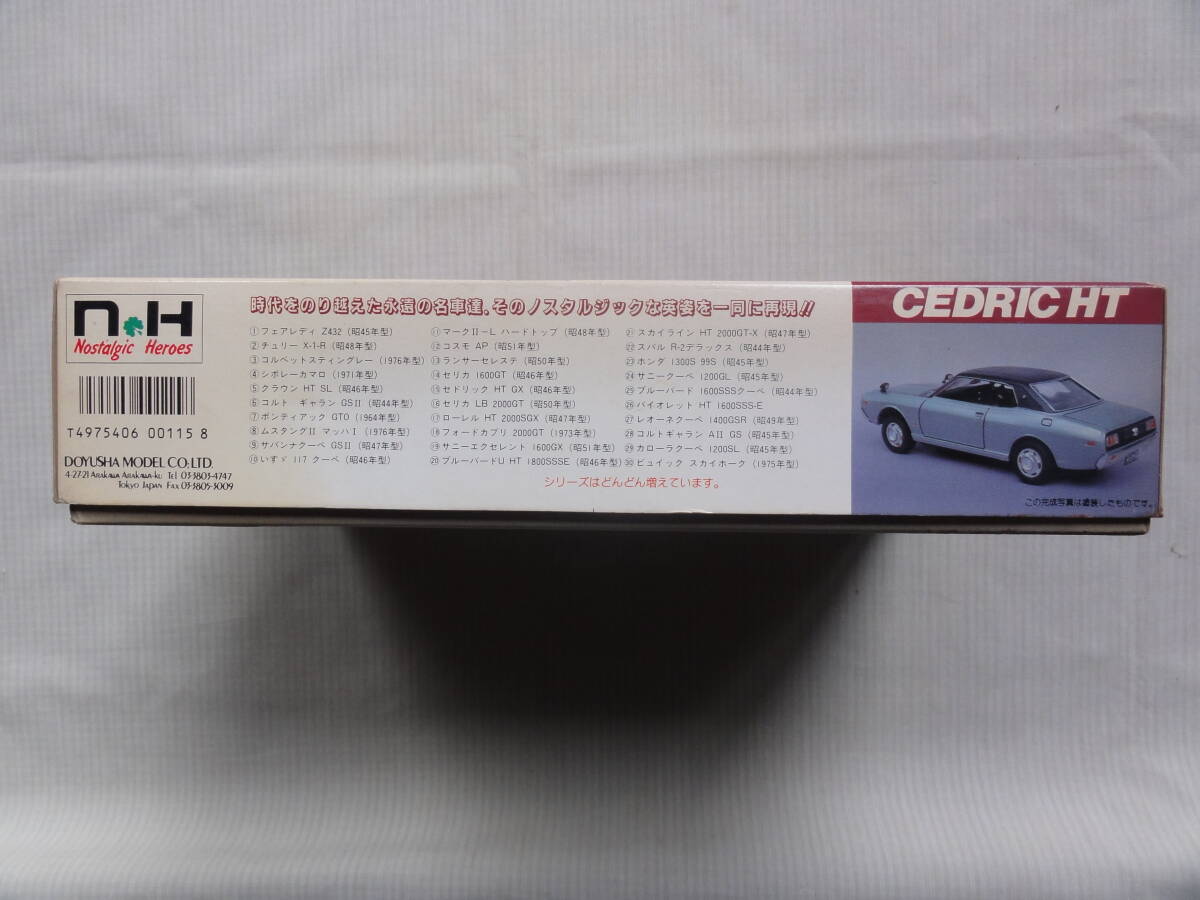 n H
Nostalgic Heroes
T4975406 00115 8
DOYUSHA MODEL CO;LTD.
4-27-21 ARAKAWA ARAKAWA-KU TEL 03-3803-4747
TOKYO JAPAN FAX 03-3805-3009
時代をのり越えた永遠の名車達。そのノスタルジックな英姿を一同に再現!!
①フェアレディ Z432 (昭45年型)
②チェリー X-1-R (昭48年型)
③コルベットスティングレー (1976年型)
④シボレーカマロ (1971年型)
⑤クラウン HT SL (昭46年型)
⑥コルト ギャラン GSⅡ (昭44年型)
⑦ポンティアック GTO (1964年型)
⑧ムスタングⅡ マッハⅠ (1976年型)
⑨サバンナクーペ GSⅡ (昭47年型)
⑩いすゞ 117 クーペ (昭46年型)
⑪マークⅡ-L ハードトップ (昭48年型)
⑫コスモ AP (昭51年型)
⑬ランサーセレステ (昭50年型)
⑭セリカ 1600GT (昭46年型)
⑮セドリック HT GX (昭46年型)
⑯セリカ LB 2000GT (昭50年型)
⑰ローレル HT 2000SGX (昭47年型)
⑱フォードカプリ 2000GT (1973年型)
⑲サニーエクセレント 1600GX (昭51年型)
⑳ブルーバードU HT 1800SSSE (昭46年型)
㉑スカイライン HT 2000GT-X (昭47年型)
㉒スバル R-2デラックス (昭44年型)
㉓ホンダ 1300S 99S (昭45年型)
㉔サニークーペ 1200GL (昭45年型)
㉕ブルーバード 1600SSSクーペ (昭44年型)
㉖バイオレット HT 1600SSS-E
㉗レオーネクーペ 1400GSR (昭49年型)
㉘コルトギャラン AⅡ GS (昭45年型)
㉙カローラクーペ 1200SL (昭45年型)
㉚ビュイック スカイホーク (1975年型)
シリーズはどんどん増えています。
CEDRIC HT
この完成写真は塗装したものです。